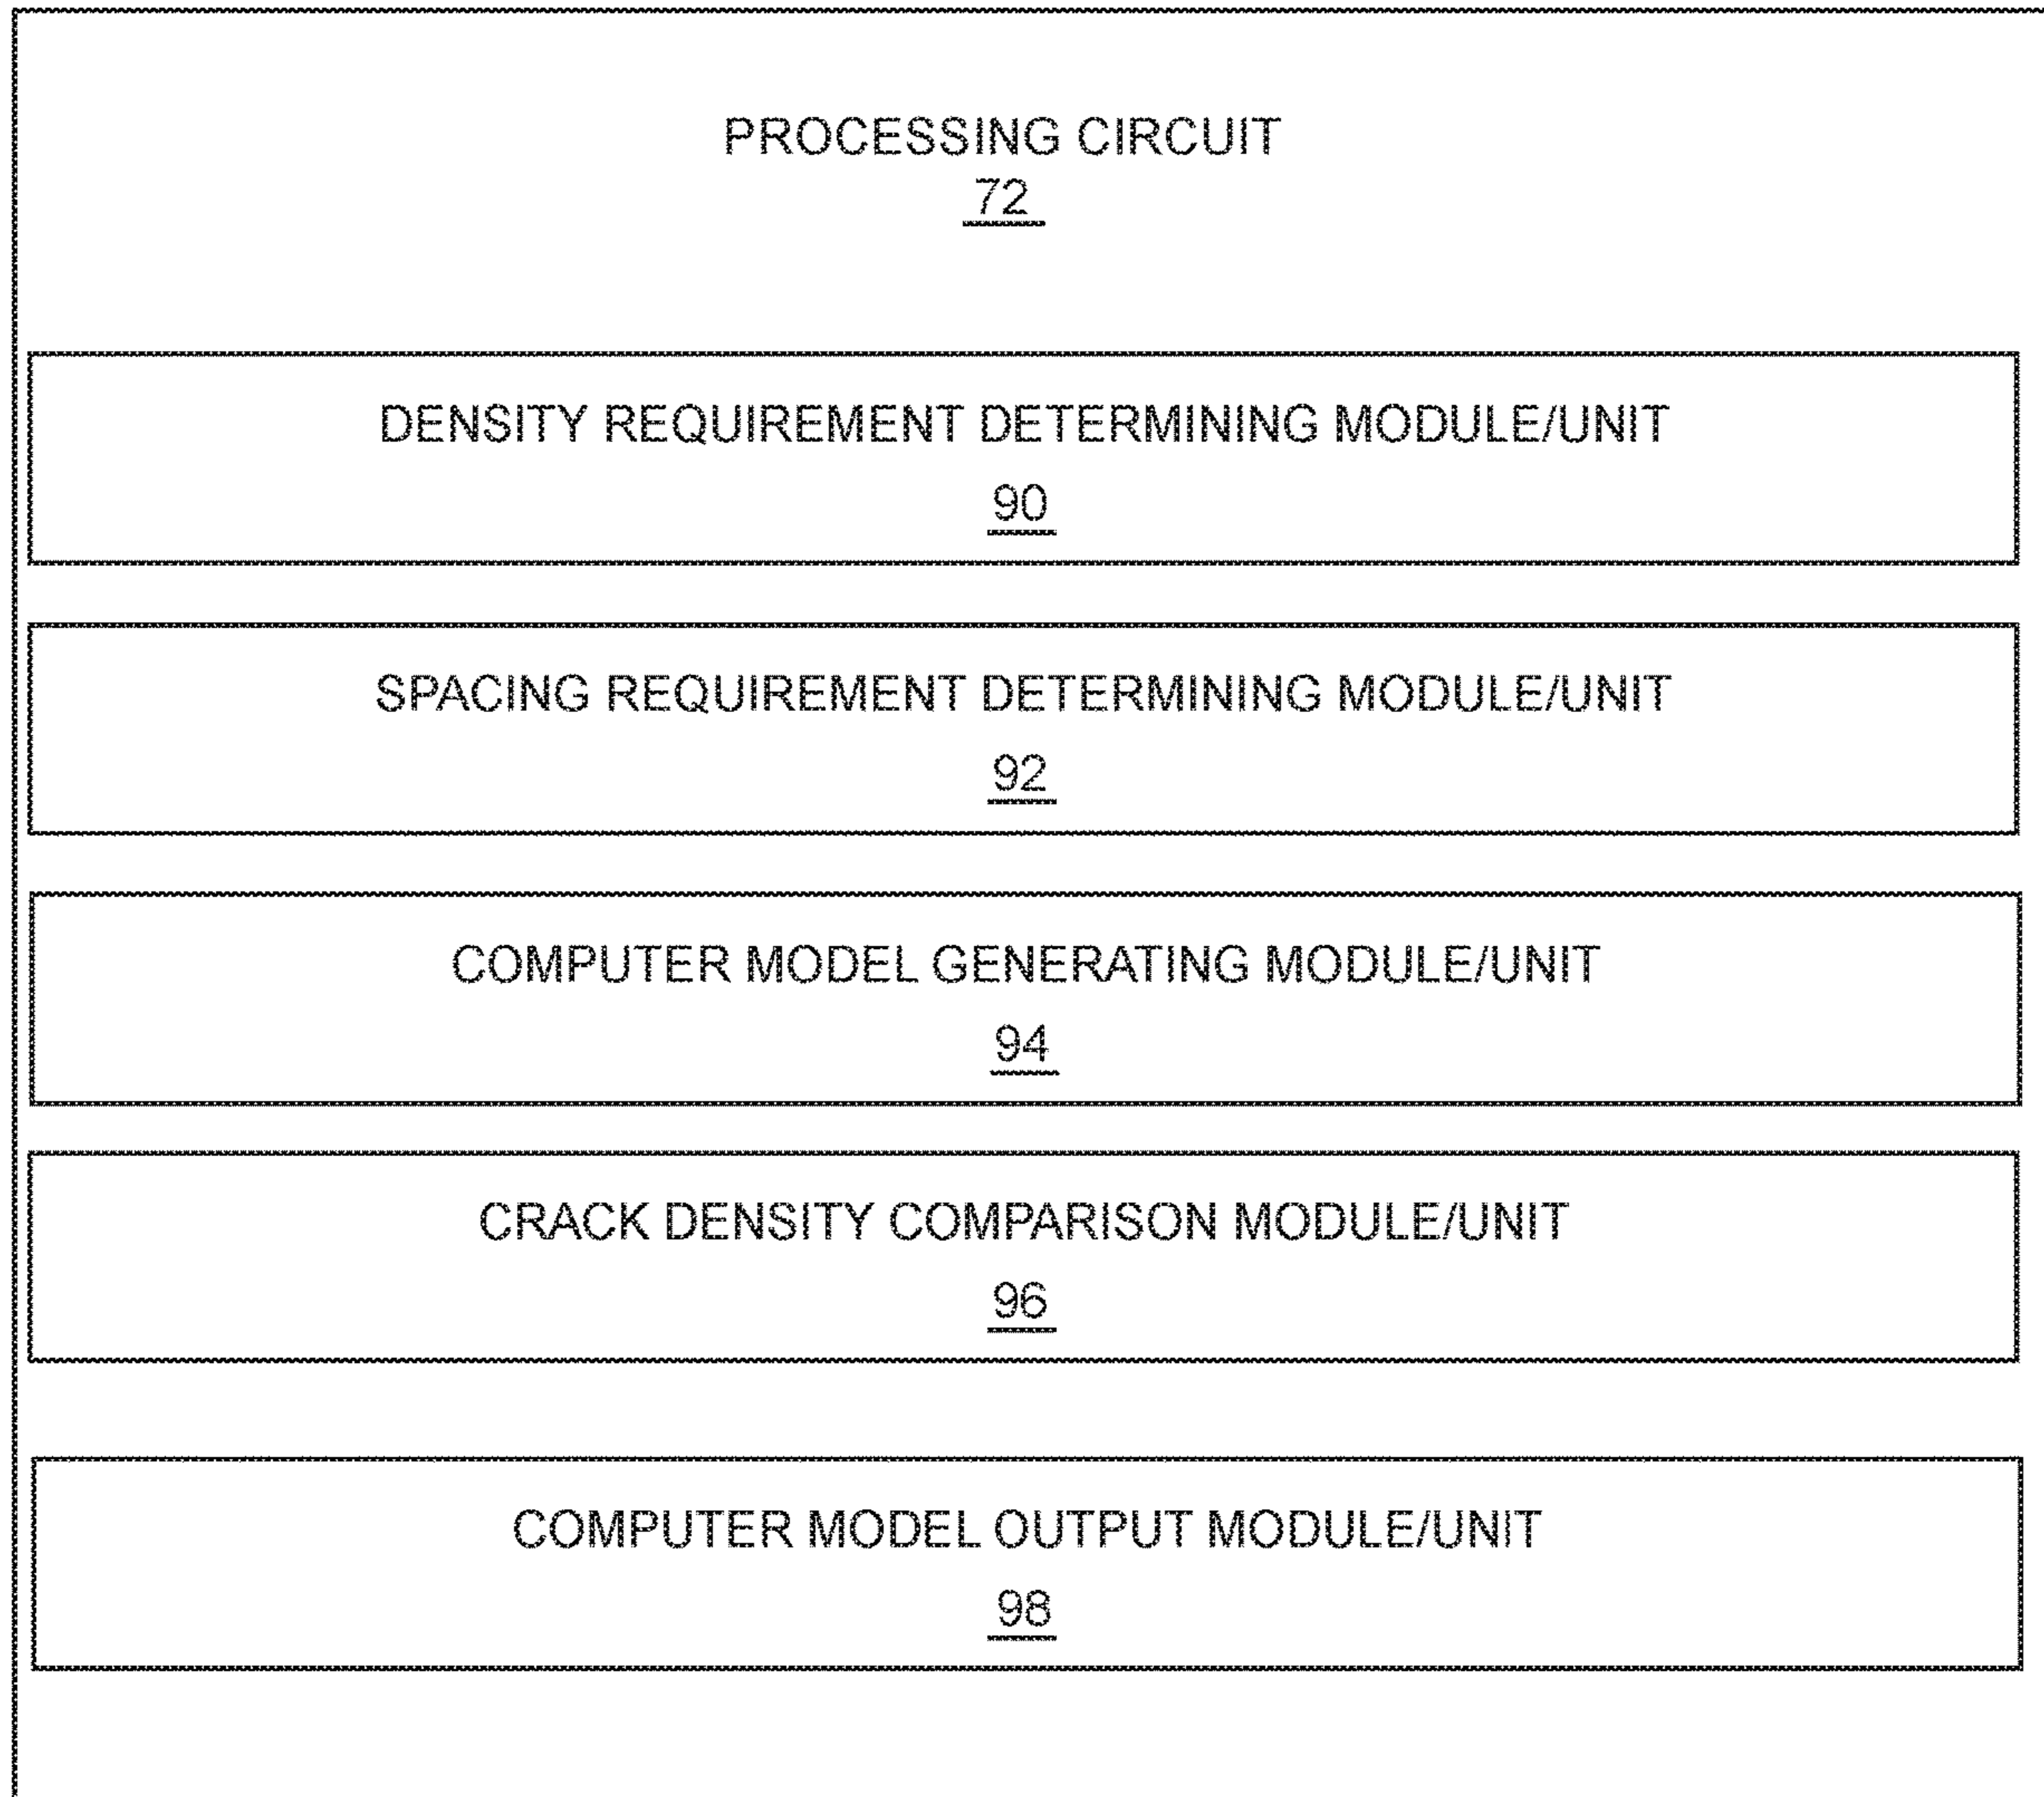 PROCESSING CIRCUIT
72
DENSITY REQUIREMENT DETERMINING MODULE/UNIT
90
SPACING REQUIREMENT DETERMINING MODULE/UNIT
92
COMPUTER MODEL GENERATING MODULE/UNIT
94
CRACK DENSITY COMPARISON MODULE/UNIT
96
COMPUTER MODEL OUTPUT MODULE/UNIT
98